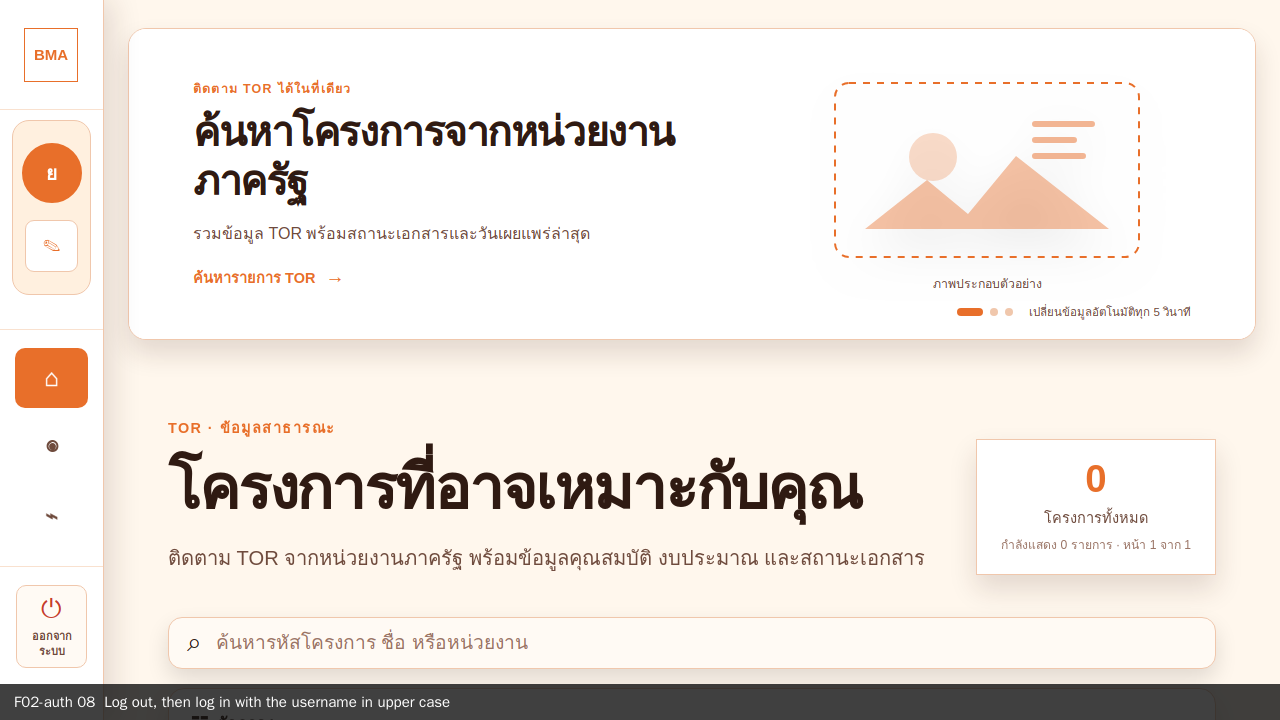 BMA
ย
ออกจาก
ระบบ
ติดตาม TOR ได้ในที่เดียว
ค้นหาโครงการจากหน่วยงาน
ภาครัฐ
รวมข้อมูล TOR พร้อมสถานะเอกสารและวันเผยแพร่ล่าสุด
ค้นหารายการ TOR →
ภาพประกอบตัวอย่าง
เปลี่ยนข้อมูลอัตโนมัติทุก 5 วินาที
TOR · ข้อมูลสาธารณะ
โครงการที่อาจเหมาะกับคุณ
ติดตาม TOR จากหน่วยงานภาครัฐ พร้อมข้อมูลคุณสมบัติ งบประมาณ และสถานะเอกสาร
0
โครงการทั้งหมด
กำลังแสดง 0 รายการ · หน้า 1 จาก 1
ค้นหารหัสโครงการ ชื่อ หรือหน่วยงาน
F02-auth 08 Log out, then log in with the username in upper case